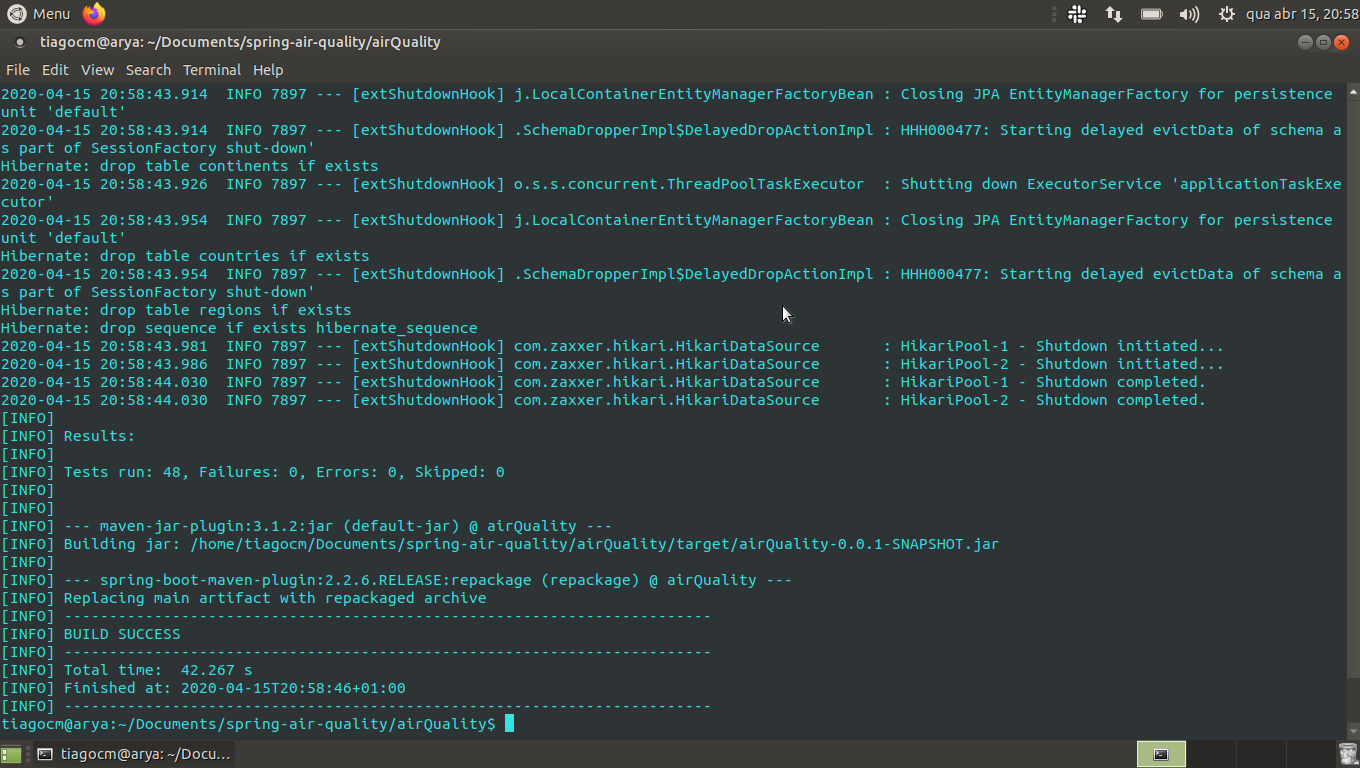 Menu
qua abr 15, 20:58
tiagocm@arya: ~/Documents/spring-air-quality/airQuality
File Edit View Search Terminal Help
2020-04-15 20:58:43.914  INFO 7897 --- [extShutdownHook] j.LocalContainerEntityManagerFactoryBean : Closing JPA EntityManagerFactory for persistence
unit 'default'
2020-04-15 20:58:43.914  INFO 7897 --- [extShutdownHook] .SchemaDropperImpl$DelayedDropActionImpl : HHH000477: Starting delayed evictData of schema a
s part of SessionFactory shut-down'
Hibernate: drop table continents if exists
2020-04-15 20:58:43.926  INFO 7897 --- [extShutdownHook] o.s.s.concurrent.ThreadPoolTaskExecutor  : Shutting down ExecutorService 'applicationTaskExe
cutor'
2020-04-15 20:58:43.954  INFO 7897 --- [extShutdownHook] j.LocalContainerEntityManagerFactoryBean : Closing JPA EntityManagerFactory for persistence
unit 'default'
Hibernate: drop table countries if exists
2020-04-15 20:58:43.954  INFO 7897 --- [extShutdownHook] .SchemaDropperImpl$DelayedDropActionImpl : HHH000477: Starting delayed evictData of schema a
s part of SessionFactory shut-down'
Hibernate: drop table regions if exists
Hibernate: drop sequence if exists hibernate_sequence
2020-04-15 20:58:43.981  INFO 7897 --- [extShutdownHook] com.zaxxer.hikari.HikariDataSource       : HikariPool-1 - Shutdown initiated...
2020-04-15 20:58:43.986  INFO 7897 --- [extShutdownHook] com.zaxxer.hikari.HikariDataSource       : HikariPool-2 - Shutdown initiated...
2020-04-15 20:58:44.030  INFO 7897 --- [extShutdownHook] com.zaxxer.hikari.HikariDataSource       : HikariPool-1 - Shutdown completed.
2020-04-15 20:58:44.030  INFO 7897 --- [extShutdownHook] com.zaxxer.hikari.HikariDataSource       : HikariPool-2 - Shutdown completed.
[INFO]
[INFO] Results:
[INFO]
[INFO] Tests run: 48, Failures: 0, Errors: 0, Skipped: 0
[INFO]
[INFO]
[INFO] --- maven-jar-plugin:3.1.2:jar (default-jar) @ airQuality ---
[INFO] Building jar: /home/tiagocm/Documents/spring-air-quality/airQuality/target/airQuality-0.0.1-SNAPSHOT.jar
[INFO]
[INFO] --- spring-boot-maven-plugin:2.2.6.RELEASE:repackage (repackage) @ airQuality ---
[INFO] Replacing main artifact with repackaged archive
[INFO] ------------------------------------------------------------------------
[INFO] BUILD SUCCESS
[INFO] ------------------------------------------------------------------------
[INFO] Total time:  42.267 s
[INFO] Finished at: 2020-04-15T20:58:46+01:00
[INFO] ------------------------------------------------------------------------
tiagocm@arya:~/Documents/spring-air-quality/airQuality$
tiagocm@arya: ~/Docu...